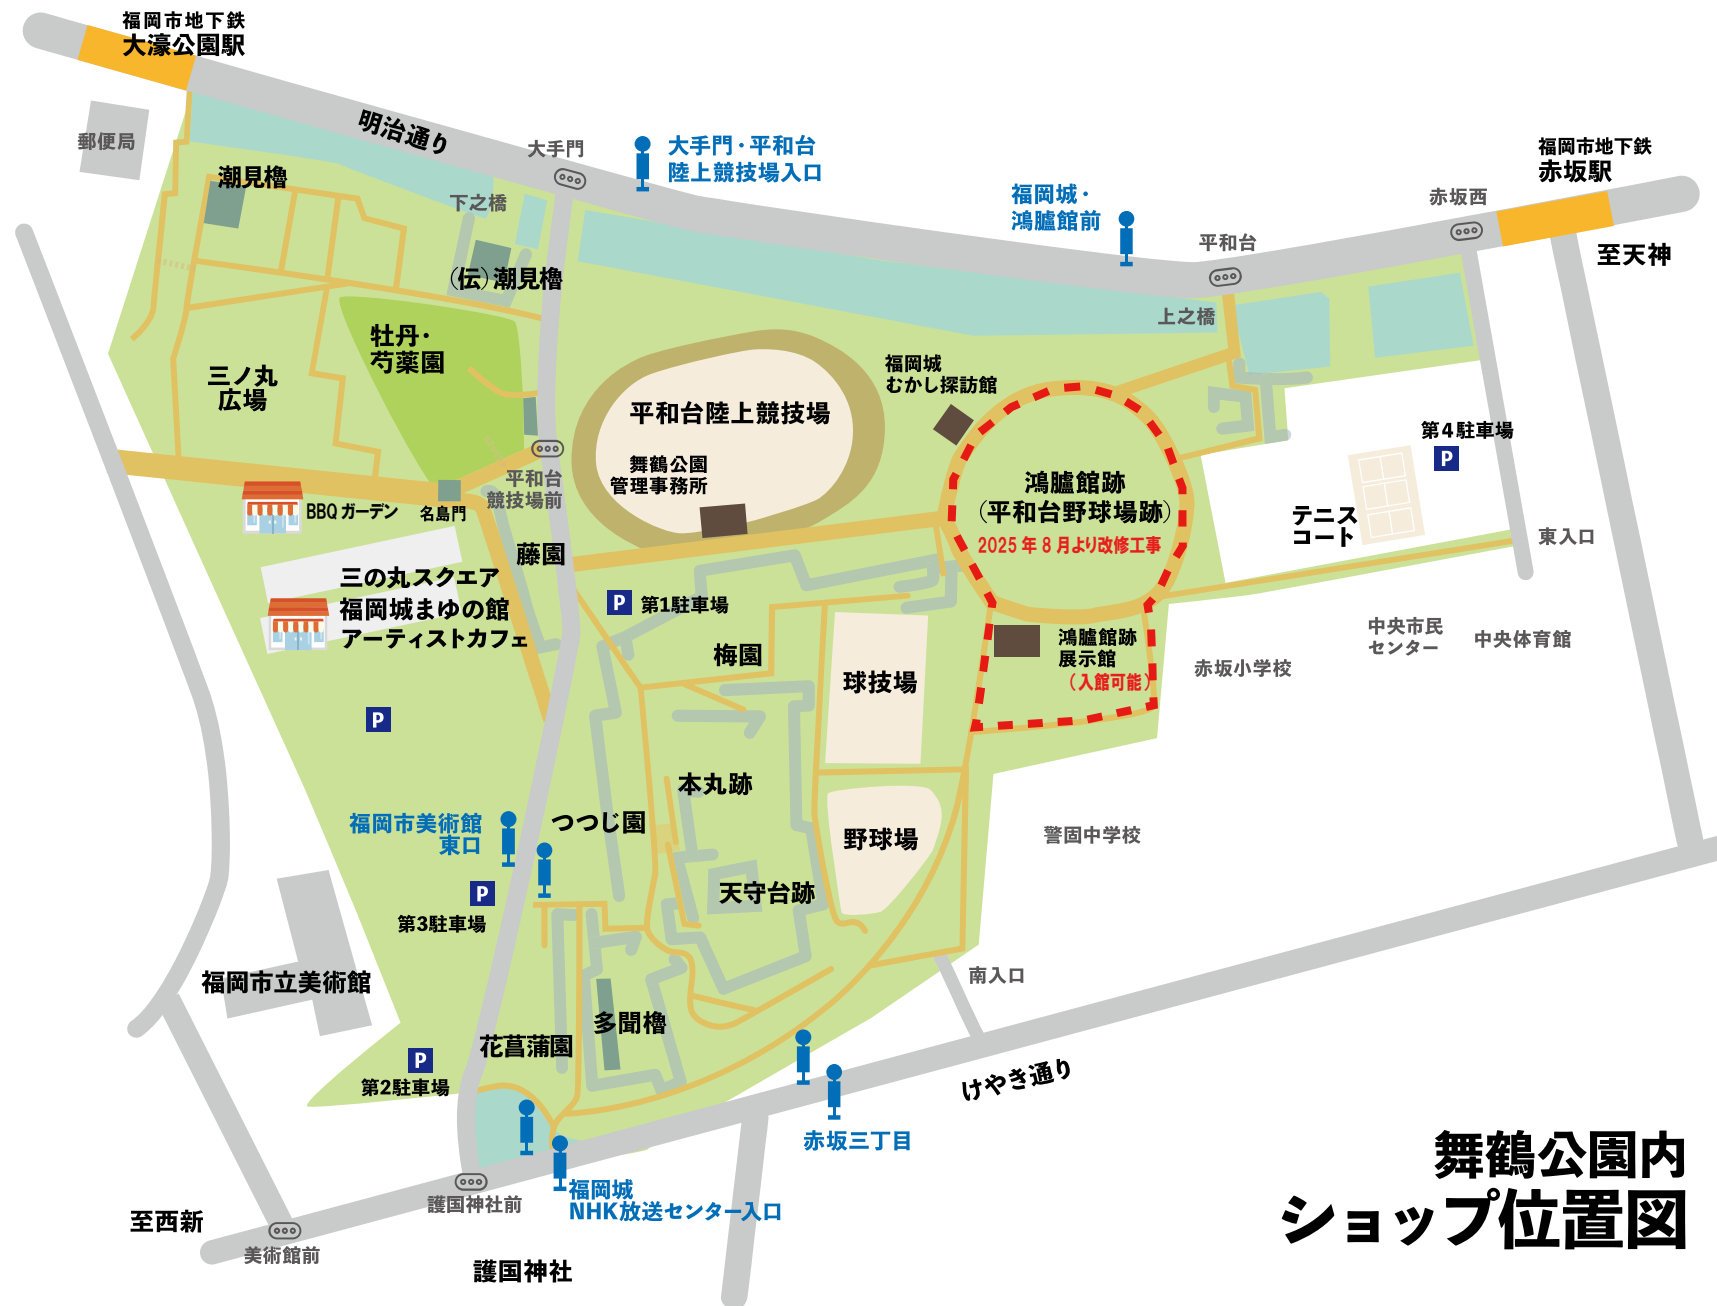 福岡市地下鉄
大濠公園駅
郵便局
明治通り
大手門
大手門・平和台
陸上競技場入口
福岡城・
鴻臚館前
平和台
赤坂西
福岡市地下鉄
赤坂駅
至天神
潮見櫓
下之橋
(伝)潮見櫓
上之橋
牡丹・
芍薬園
三ノ丸
広場
平和台陸上競技場
舞鶴公園
管理事務所
福岡城
むかし探訪館
鴻臚館跡
(平和台野球場跡)
2025年8月より改修工事
第4駐車場
P
テニス
コート
東入口
平和台
競技場前
BBQガーデン
名島門
藤園
三の丸スクエア
福岡城まゆの館
アーティストカフェ
P
第1駐車場
梅園
球技場
鴻臚館跡
展示館
(入館可能)
赤坂小学校
中央市民
センター
中央体育館
P
本丸跡
福岡市美術館
東口
つつじ園
野球場
警固中学校
天守台跡
P
第3駐車場
福岡市立美術館
南入口
多聞櫓
花菖蒲園
P
第2駐車場
けやき通り
赤坂三丁目
福岡城
NHK放送センター入口
護国神社前
至西新
美術館前
護国神社
舞鶴公園内
ショップ位置図